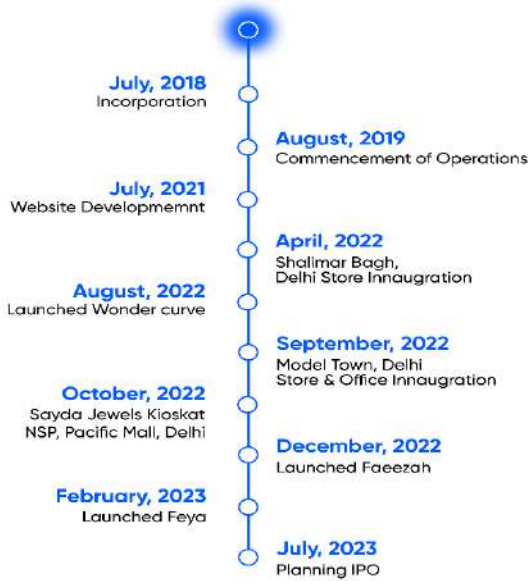 July, 2018
Incorporation
August, 2019
Commencement of Operations
July, 2021
Website Developmemnt
April, 2022
Shalimar Bagh,
Delhi Store Innaugration
August, 2022
Launched Wonder curve
September, 2022
Model Town, Delhi
Store & Office Innaugration
October, 2022
Sayda Jewels Kioskat
NSP, Pacific Mall, Delhi
December, 2022
Launched Faeezah
February, 2023
Launched Feya
July, 2023
Planning IPO